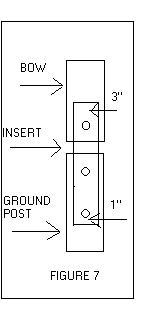 BOW
3"
INSERT
GROUND
POST
1"
FIGURE 7